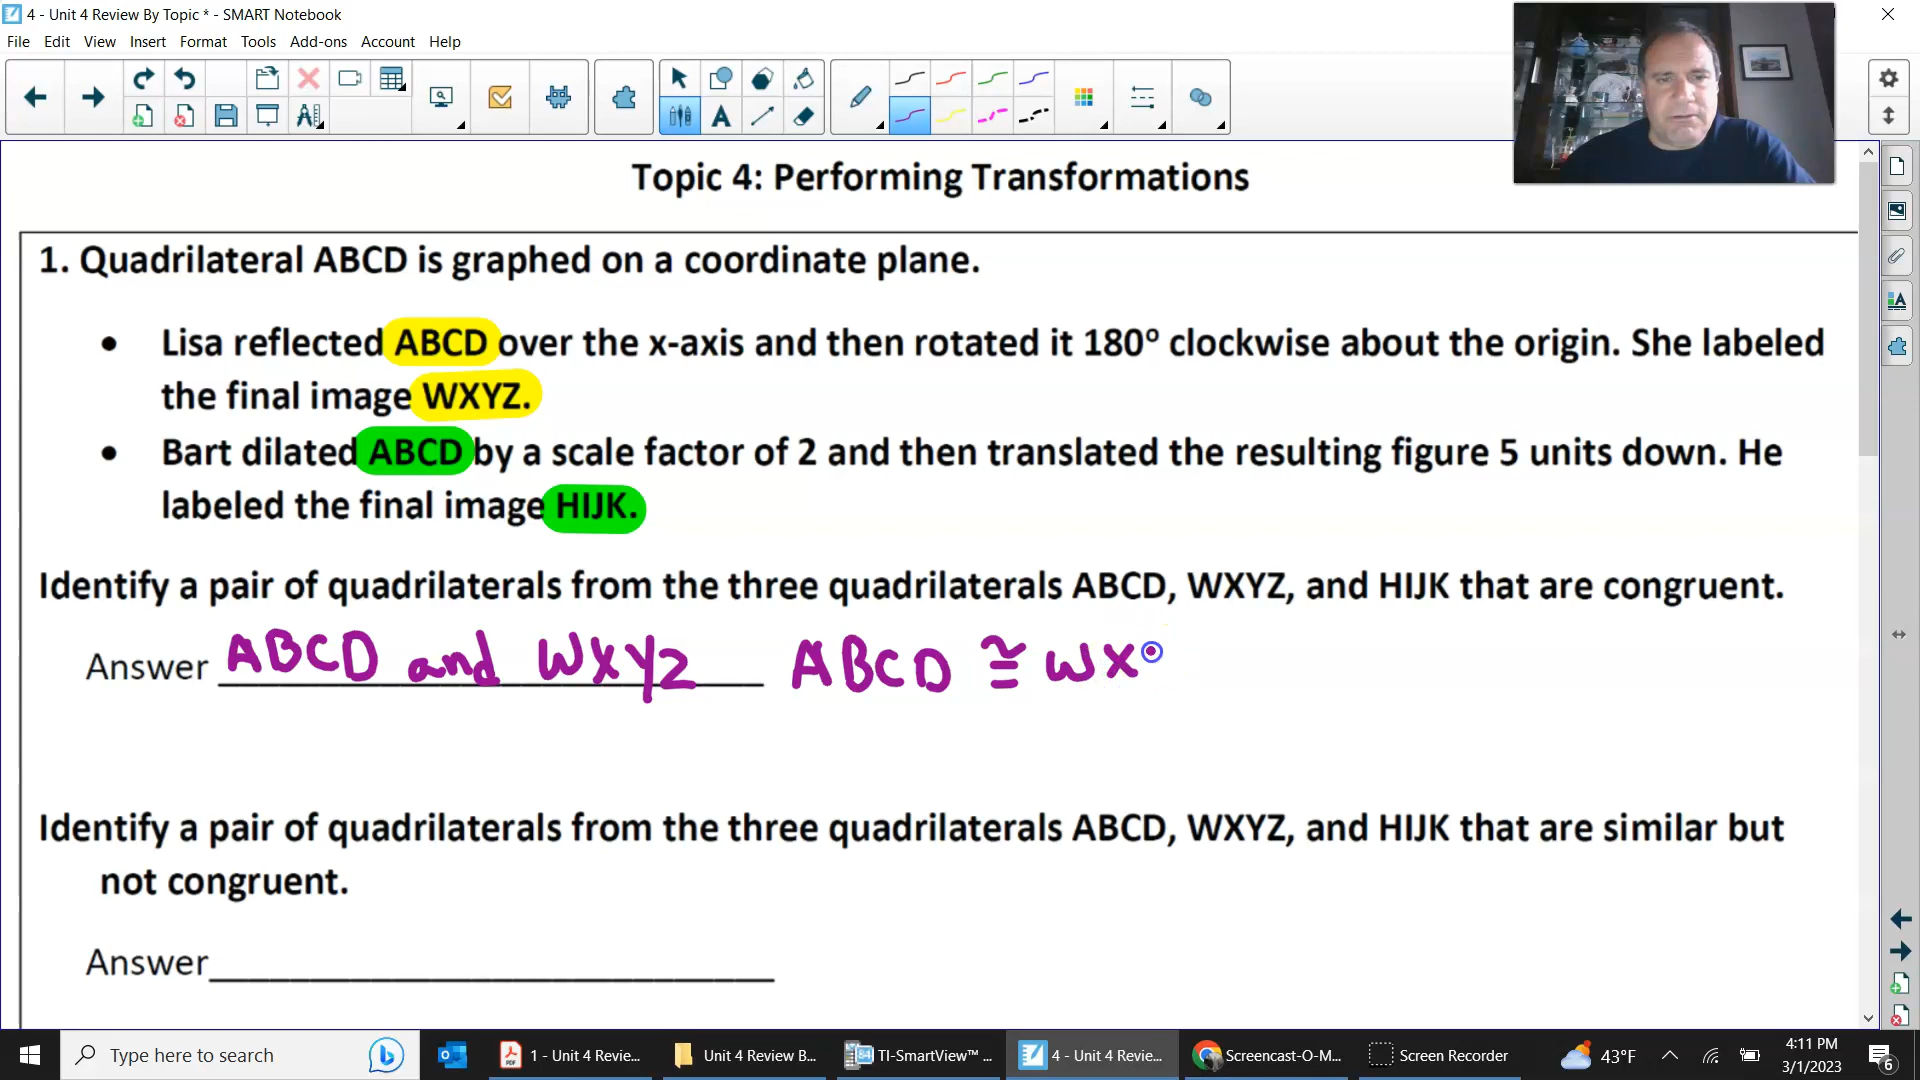 4 - Unit 4 Review By Topic * - SMART Notebook
File Edit View Insert Format Tools Add-ons Account Help
Topic 4: Performing Transformations
1. Quadrilateral ABCD is graphed on a coordinate plane.
• Lisa reflected ABCD over the x-axis and then rotated it 180° clockwise about the origin. She labeled
the final image WXYZ.
• Bart dilated ABCD by a scale factor of 2 and then translated the resulting figure 5 units down. He
labeled the final image HIJK.
Identify a pair of quadrilaterals from the three quadrilaterals ABCD, WXYZ, and HIJK that are congruent.
Answer ABCD and WXYZ ABCD ≅ WX
Identify a pair of quadrilaterals from the three quadrilaterals ABCD, WXYZ, and HIJK that are similar but
not congruent.
Answer
Type here to search 1 - Unit 4 Revie... Unit 4 Review B... TI-SmartView™ ... 4 - Unit 4 Revie... Screencast-O-M... Screen Recorder 43°F 4:11 PM
3/1/2023 6